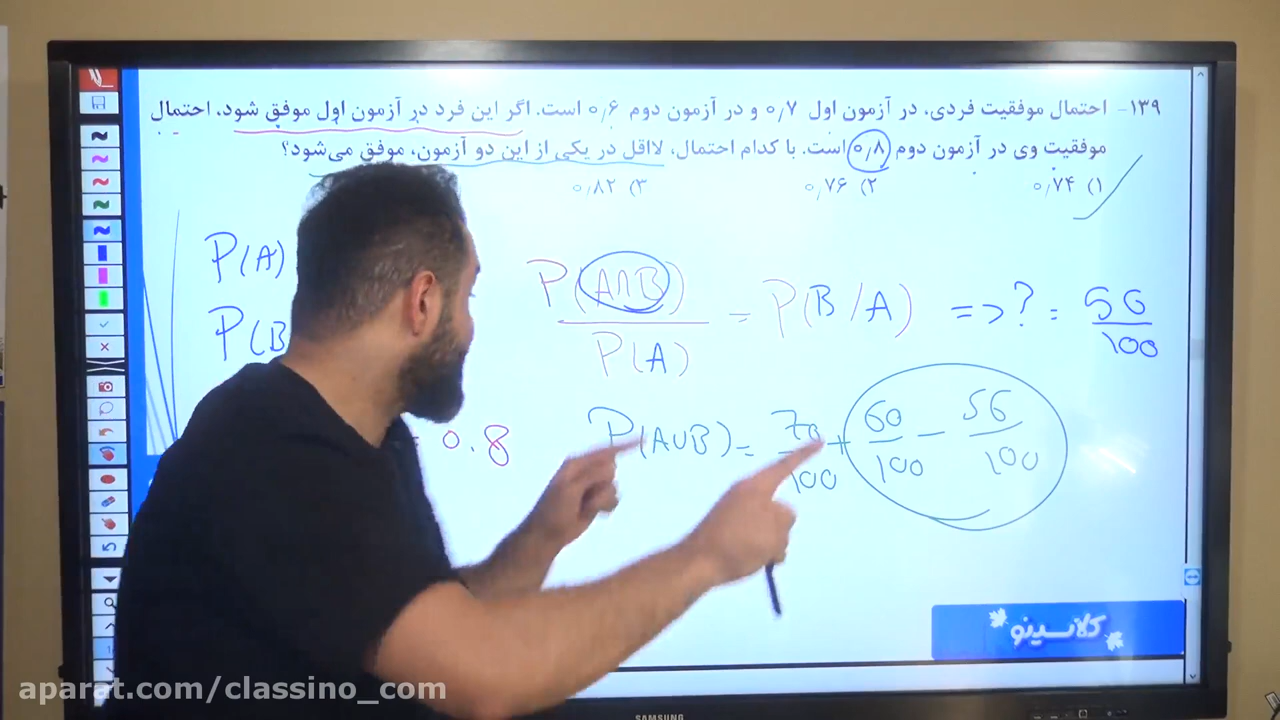 ۱۳۹- احتمال موفقیت فردی، در آزمون اول ۰٫۷ و در آزمون دوم ۰٫۶ است. اگر این فرد در آزمون اول موفق شود، احتمال
موفقیت وی در آزمون دوم ۰٫۸ است. با کدام احتمال، لااقل در یکی از این دو آزمون، موفق می‌شود؟
۱) ۰٫۷۴ ۲) ۰٫۷۶ ۳) ۰٫۸۲
P(A)
P(B
P(A∩B)/P(A) = P(B/A) => ? = 56/100
= 0.8
P(A∪B) = 70/100 + 60/100 - 56/100
کلاسینو
aparat.com/classino_com
SAMSUNG